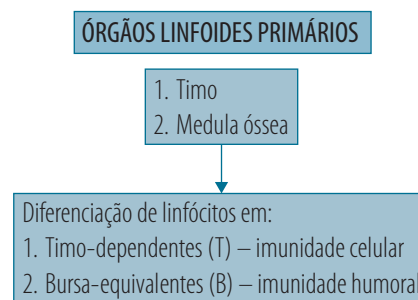 ÓRGÃOS LINFOIDES PRIMÁRIOS
1. Timo
2. Medula óssea
Diferenciação de linfócitos em:
1. Timo-dependentes (T) – imunidade celular
2. Bursa-equivalentes (B) – imunidade humoral